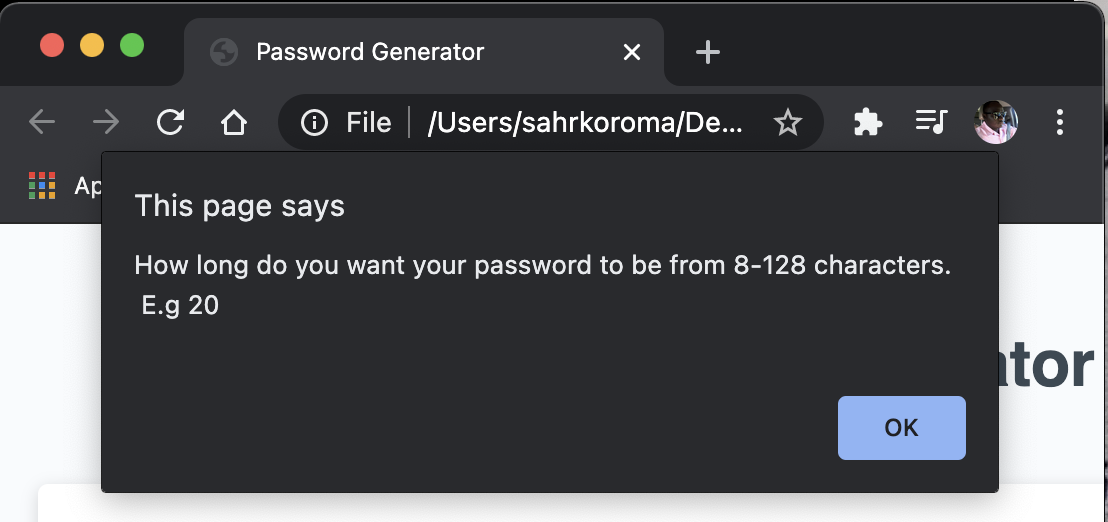 Password Generator
File /Users/sahrkoroma/De...
Ap
This page says
How long do you want your password to be from 8-128 characters.
E.g 20
ator
OK